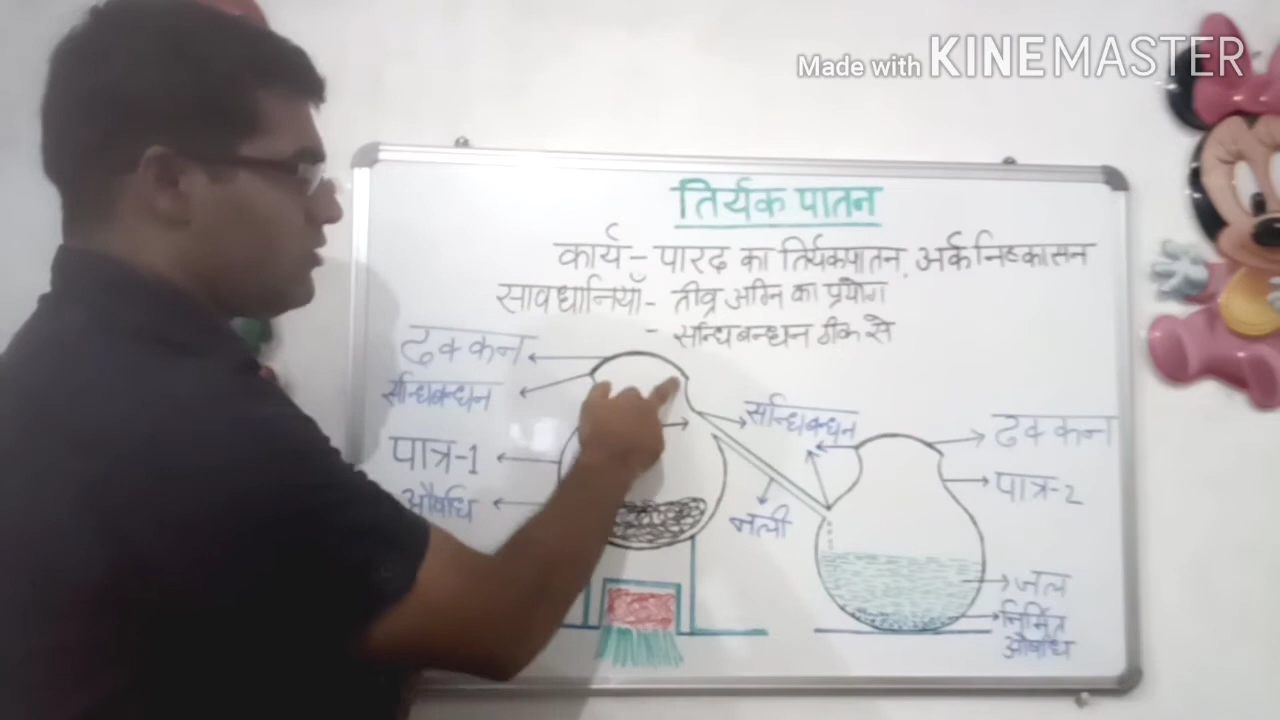 Made with KINEMASTER
तिर्यक पातन
कार्य - पारद का तिर्यकपातन, अर्क निष्कासन
सावधानियाँ - तीव्र अग्नि का प्रयोग
- सन्धिबन्धन ठीक से
ढक्कन
सन्धिबन्धन
पात्र-1
औषधि
सन्धिबन्धन
नली
ढक्कन
पात्र-2
जल
निर्मित
औषधि